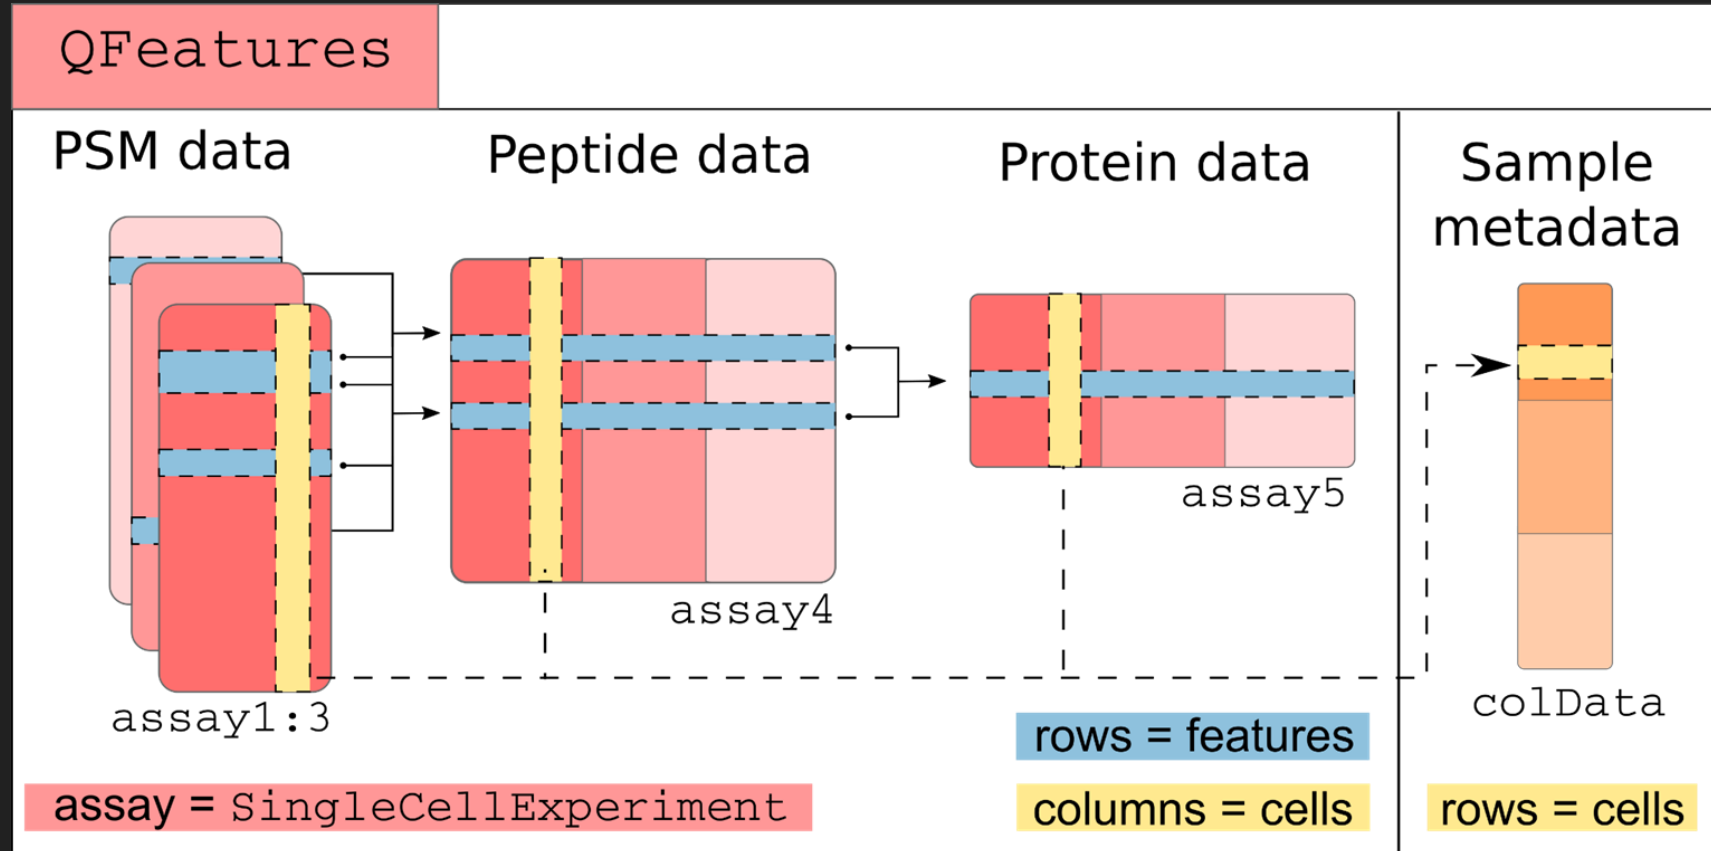 QFeatures
PSM data
Peptide data
Protein data
Sample
metadata
assay1:3
assay4
assay5
colData
rows = features
columns = cells
rows = cells
assay = SingleCellExperiment